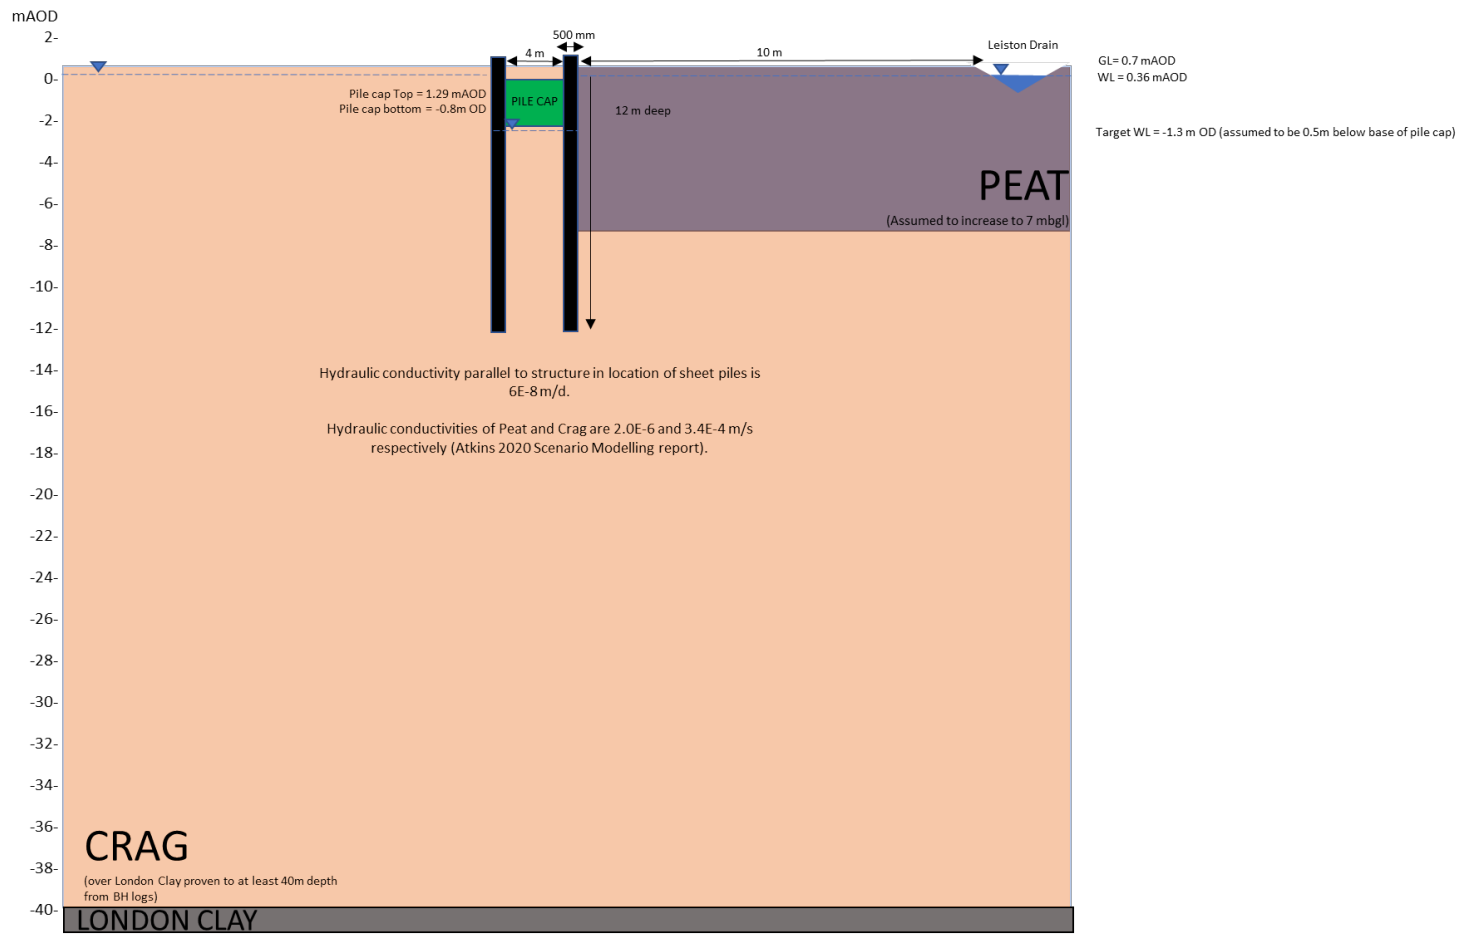 mAOD
2-
0-
-2-
-4-
-6-
-8-
-10-
-12-
-14-
-16-
-18-
-20-
-22-
-24-
-26-
-28-
-30-
-32-
-34-
-36-
-38-
-40-
500 mm
4 m
10 m
Leiston Drain
GL= 0.7 mAOD
WL = 0.36 mAOD
Pile cap Top = 1.29 mAOD
Pile cap bottom = -0.8m OD
PILE CAP
12 m deep
Target WL = -1.3 m OD (assumed to be 0.5m below base of pile cap)
PEAT
(Assumed to increase to 7 mbgl)
Hydraulic conductivity parallel to structure in location of sheet piles is
6E-8 m/d.
Hydraulic conductivities of Peat and Crag are 2.0E-6 and 3.4E-4 m/s
respectively (Atkins 2020 Scenario Modelling report).
CRAG
(over London Clay proven to at least 40m depth
from BH logs)
LONDON CLAY